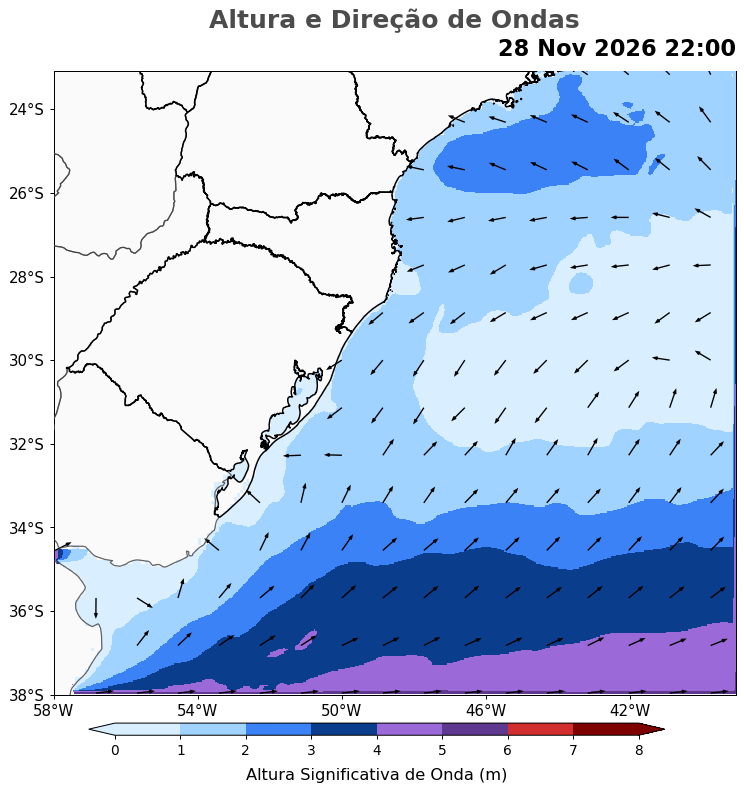 Altura e Direção de Ondas
28 Nov 2026 22:00
24°S
26°S
28°S
30°S
32°S
34°S
36°S
38°S
58°W 54°W 50°W 46°W 42°W
0 1 2 3 4 5 6 7 8
Altura Significativa de Onda (m)